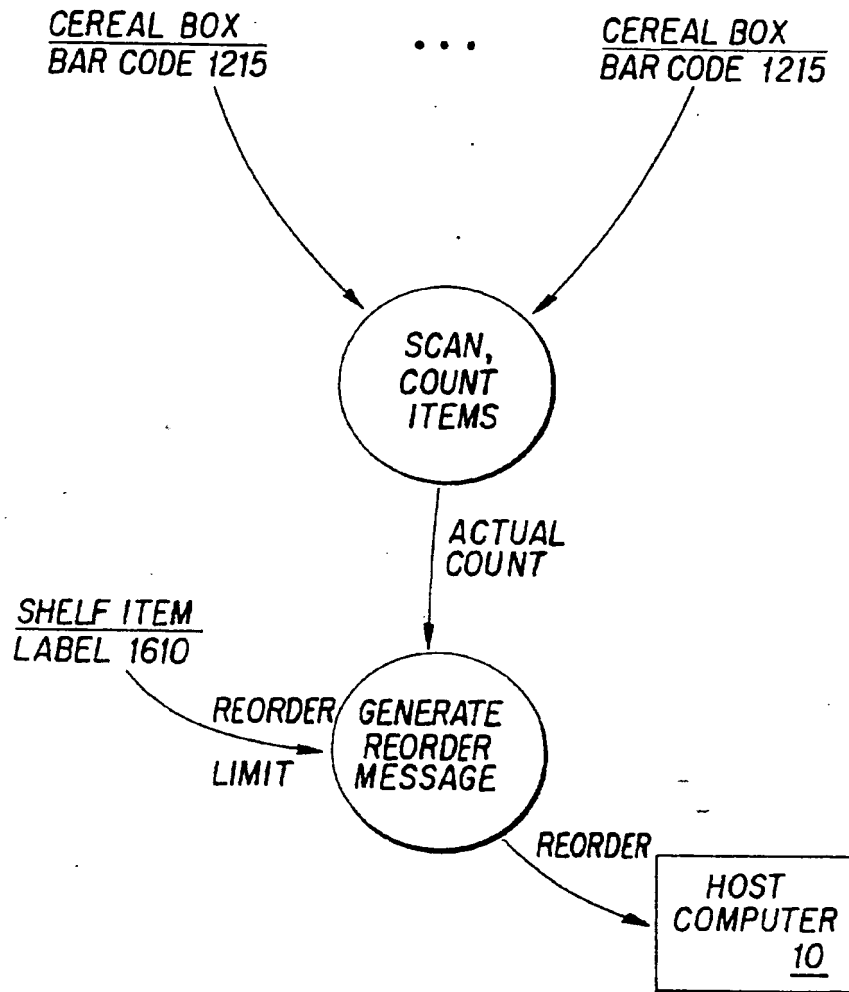 CEREAL BOX
BAR CODE 1215
...
CEREAL BOX
BAR CODE 1215
SCAN,
COUNT
ITEMS
ACTUAL
COUNT
SHELF ITEM
LABEL 1610
REORDER
LIMIT
GENERATE
REORDER
MESSAGE
REORDER
HOST
COMPUTER
10